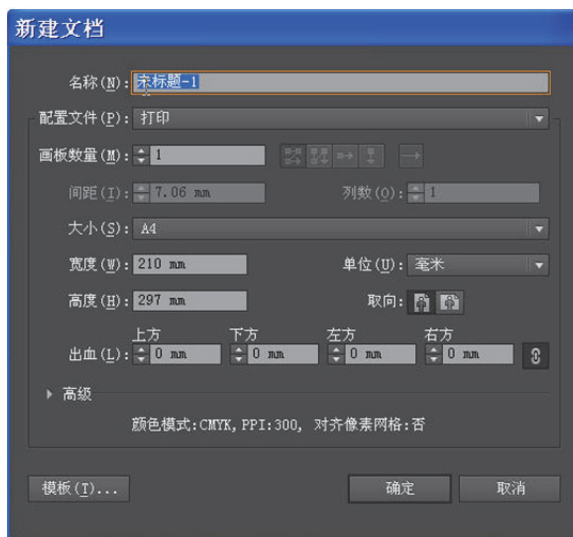 新建文档
名称(N): 未标题-1
配置文件(P): 打印
画板数量(M): 1
间距(I): 7.06 mm 列数(O): 1
大小(S): A4
宽度(W): 210 mm 单位(U): 毫米
高度(H): 297 mm 取向:
上方 下方 左方 右方
出血(L): 0 mm 0 mm 0 mm 0 mm
高级
颜色模式:CMYK, PPI:300, 对齐像素网格:否
模板(T)... 确定 取消